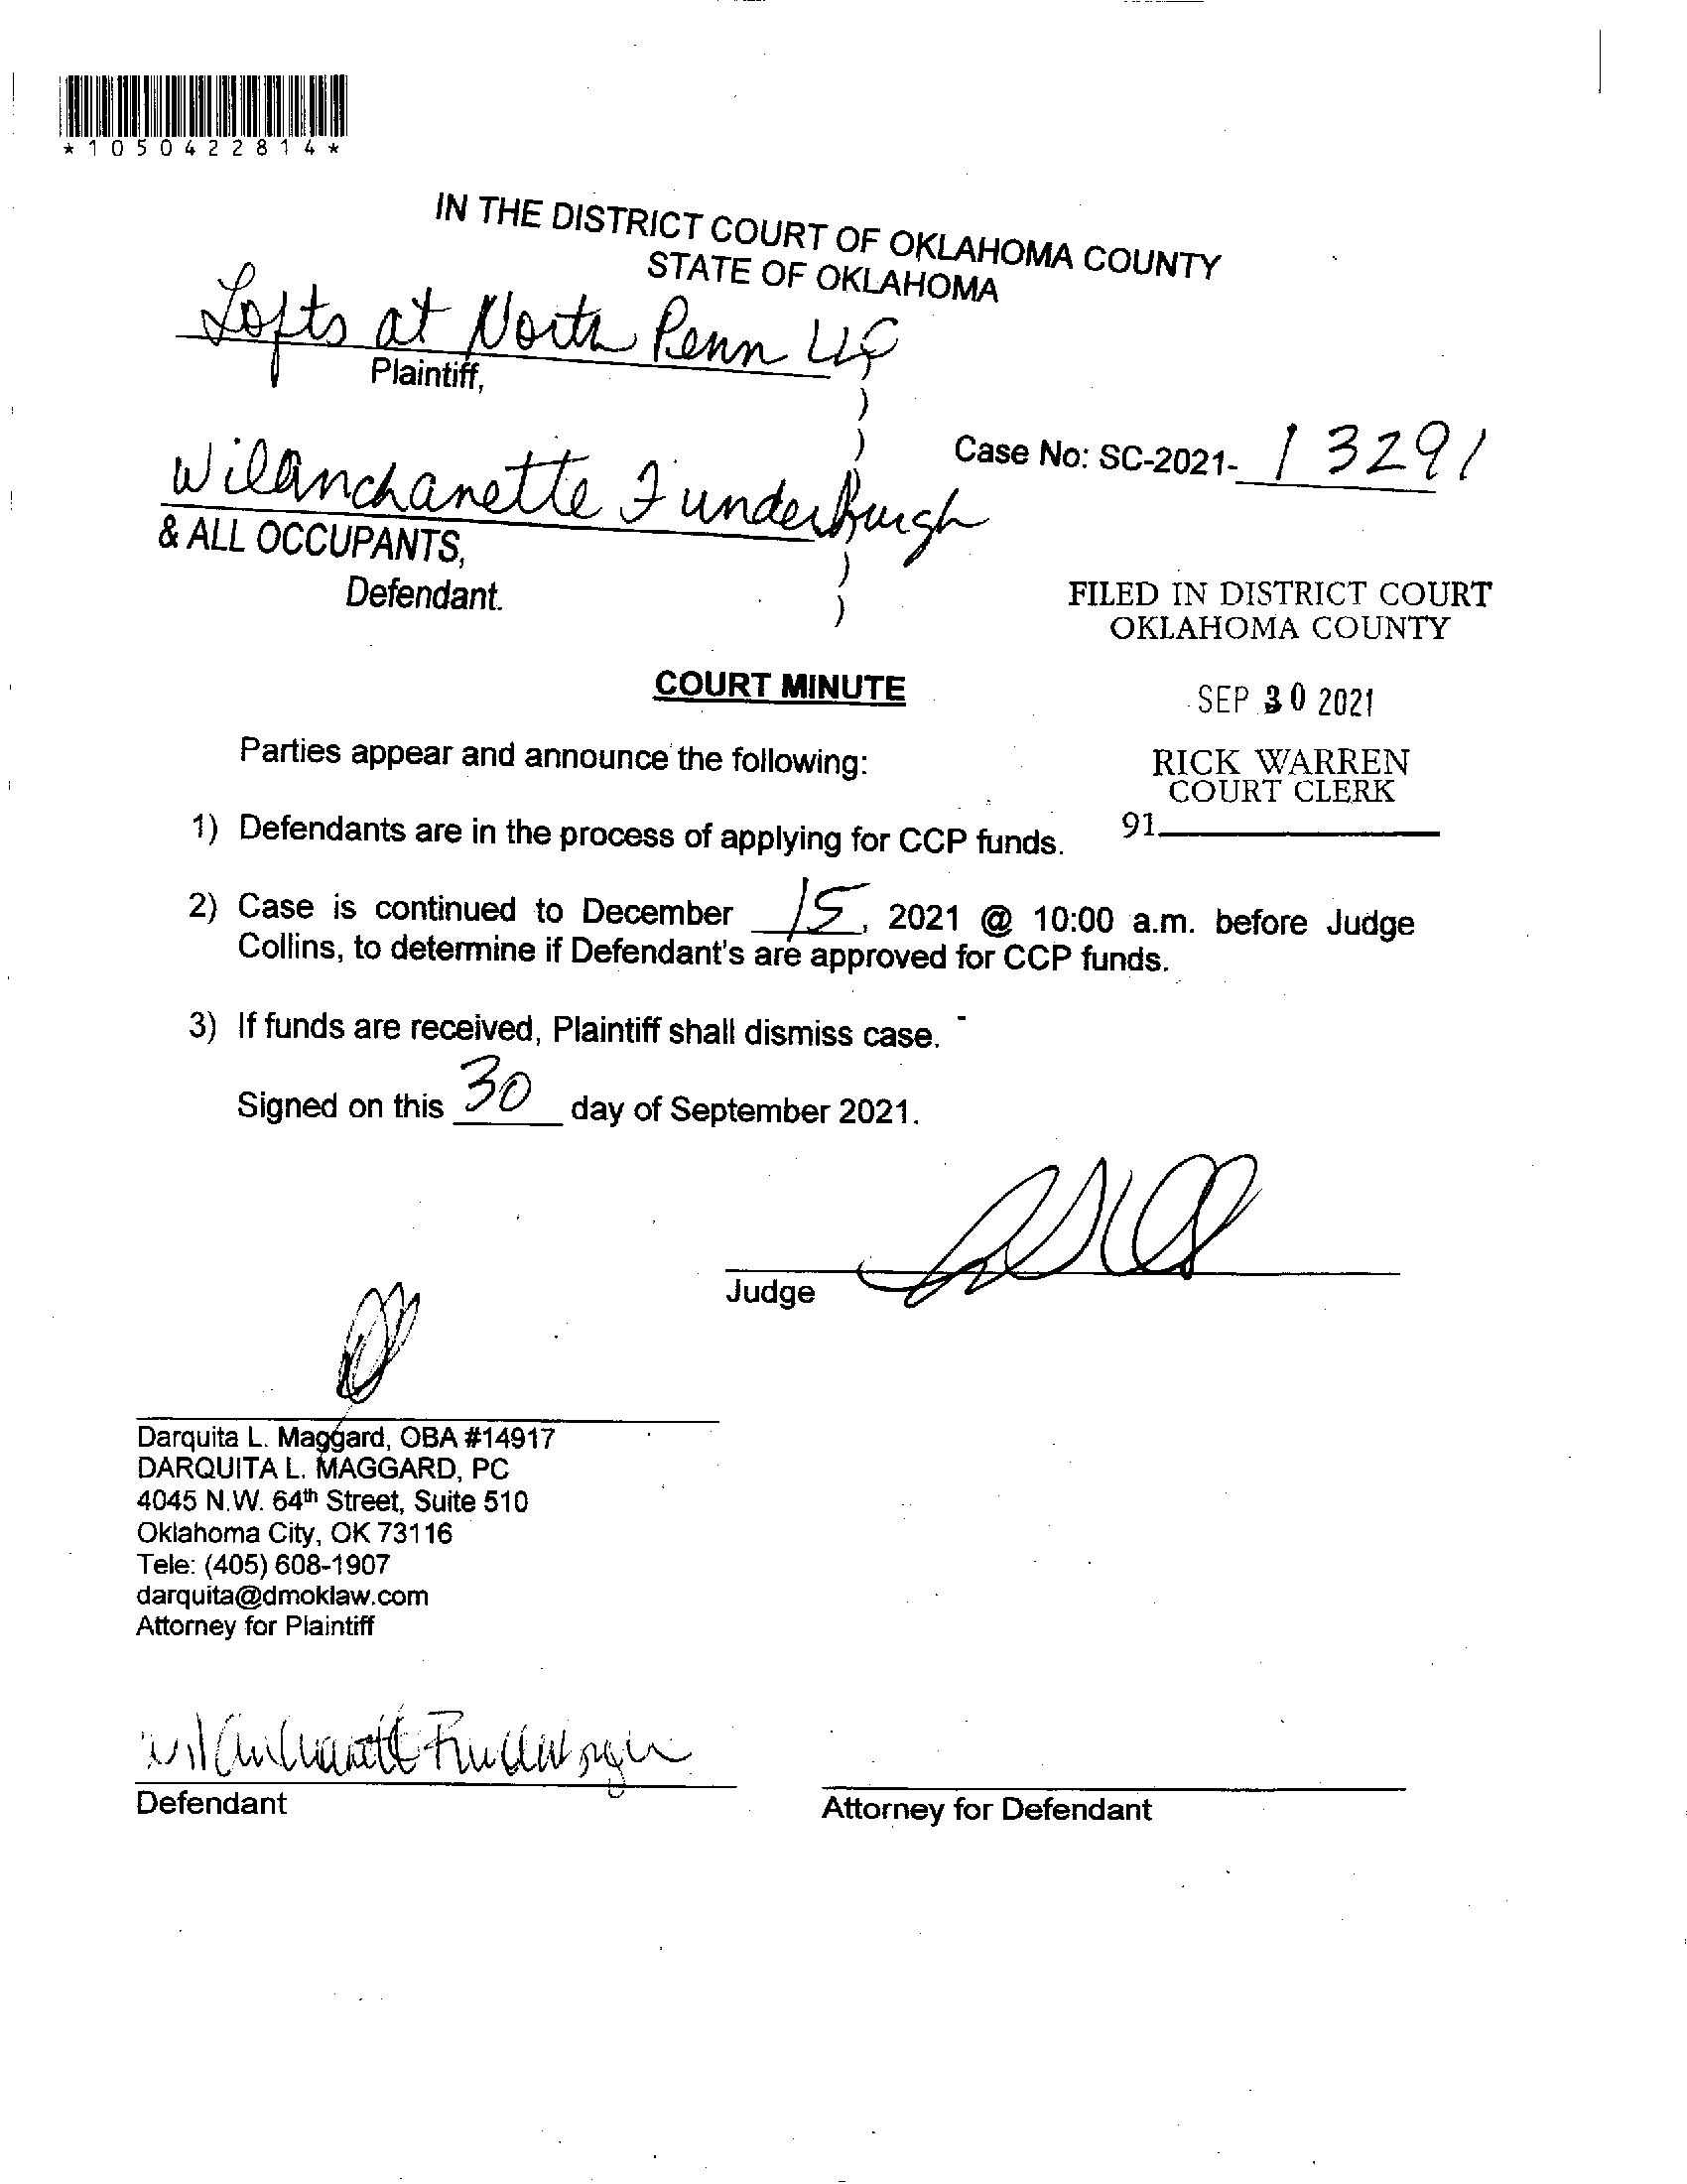 *1050422814*
IN THE DISTRICT COURT OF OKLAHOMA COUNTY
STATE OF OKLAHOMA
Lofts at North Penn LLC
Plaintiff,
)
)
)
Case No: SC-2021- 13291
Wilanchanette Funderburgh
& ALL OCCUPANTS,
)
Defendant.
)
FILED IN DISTRICT COURT
OKLAHOMA COUNTY
COURT MINUTE
SEP 30 2021
Parties appear and announce the following:
RICK WARREN
COURT CLERK
1) Defendants are in the process of applying for CCP funds.
91
2) Case is continued to December 15, 2021 @ 10:00 a.m. before Judge
Collins, to determine if Defendant's are approved for CCP funds.
3) If funds are received, Plaintiff shall dismiss case.
Signed on this 30 day of September 2021.
Judge
Darquita L. Maggard, OBA #14917
DARQUITA L. MAGGARD, PC
4045 N.W. 64th Street, Suite 510
Oklahoma City, OK 73116
Tele: (405) 608-1907
darquita@dmoklaw.com
Attorney for Plaintiff
Defendant
Attorney for Defendant